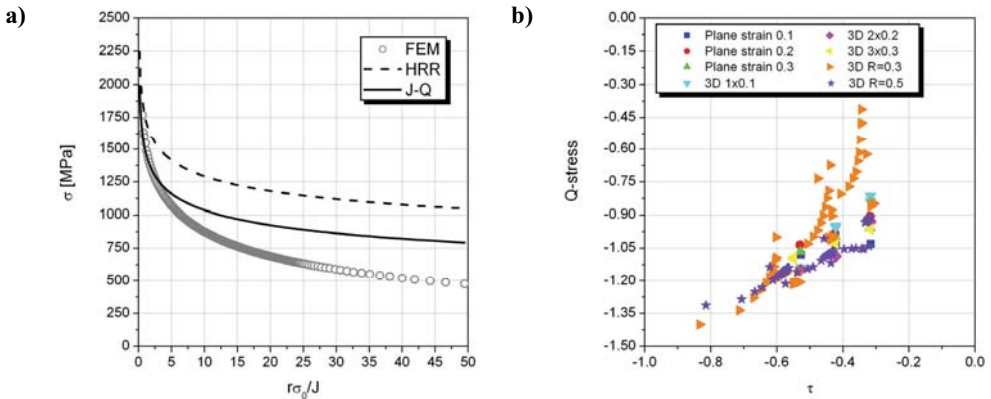 a)
2500
2250
2000
1750
1500
1250
1000
750
500
250
0
σ [MPa]
FEM
HRR
J-Q
0 5 10 15 20 25 30 35 40 45 50
rσ₀/J
b)
0.00
-0.15
-0.30
-0.45
-0.60
-0.75
-0.90
-1.05
-1.20
-1.35
-1.50
Q-stress
Plane strain 0.1 3D 2x0.2
Plane strain 0.2 3D 3x0.3
Plane strain 0.3 3D R=0.3
3D 1x0.1 3D R=0.5
-1.0 -0.8 -0.6 -0.4 -0.2 0.0
τ